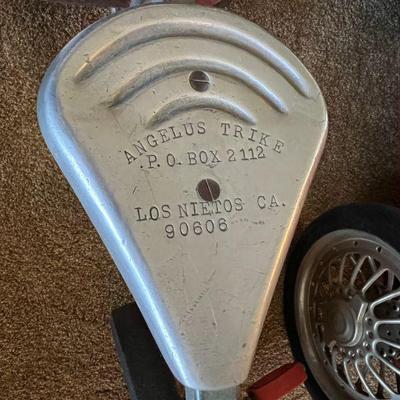 ANGELUS TRIKE
P.O. BOX 2112
LOS NIETOS CA.
90606